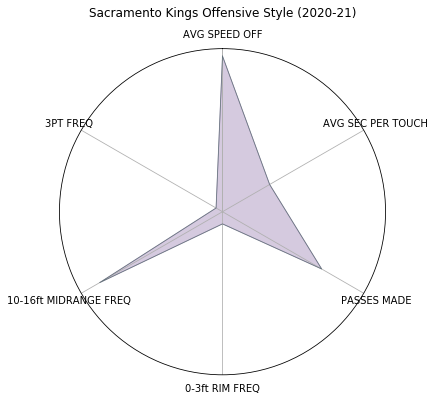 Sacramento Kings Offensive Style (2020-21)
AVG SPEED OFF
3PT FREQ
AVG SEC PER TOUCH
10-16ft MIDRANGE FREQ
PASSES MADE
0-3ft RIM FREQ